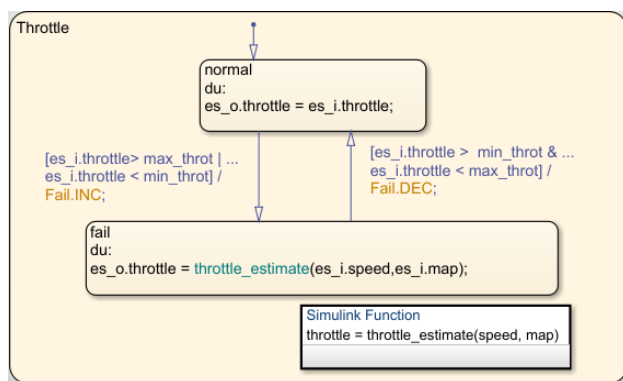 Throttle
normal
du:
es_o.throttle = es_i.throttle;
[es_i.throttle> max_throt | ...
es_i.throttle < min_throt] /
Fail.INC;
[es_i.throttle >  min_throt & ...
es_i.throttle < max_throt] /
Fail.DEC;
fail
du:
es_o.throttle = throttle_estimate(es_i.speed,es_i.map);
Simulink Function
throttle = throttle_estimate(speed, map)